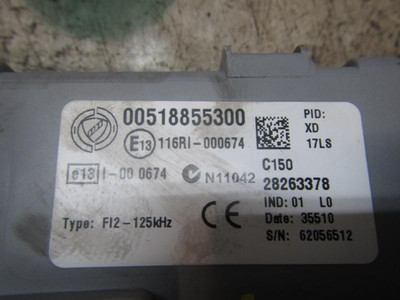 00518855300
PID:
XD
17LS
E13 116RI-000674
C150
e13 I-00 0674
N11042
28263378
IND: 01 L0
Type: FI2-125kHz
CE
Date: 35510
S/N: 62056512